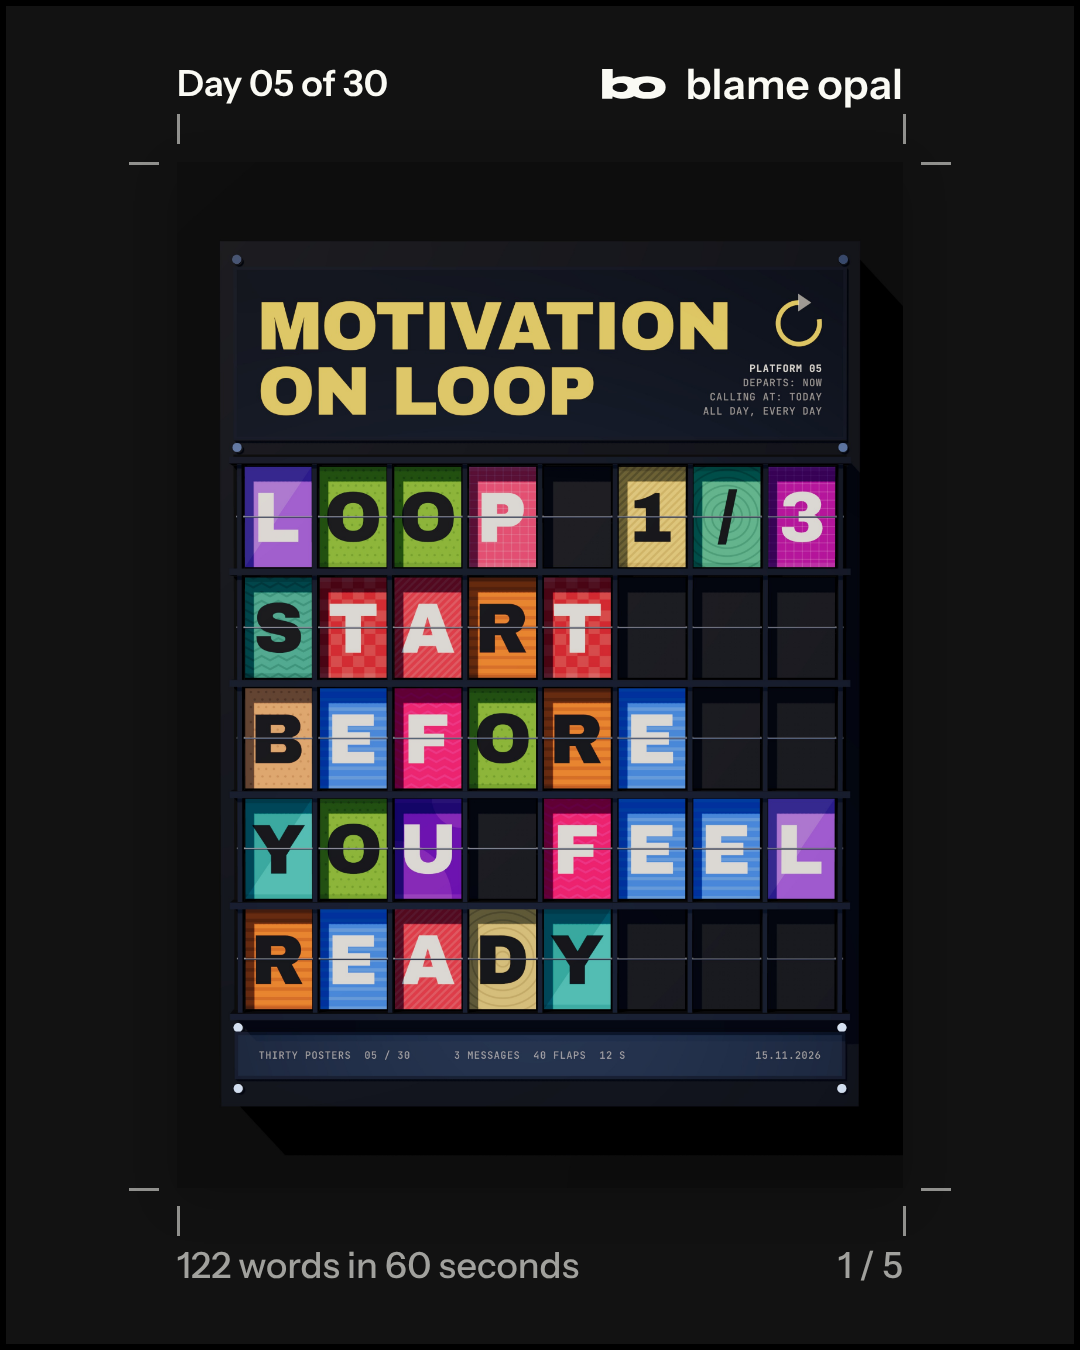 Day 05 of 30
bo blame opal
MOTIVATION
ON LOOP
PLATFORM 05
DEPARTS: NOW
CALLING AT: TODAY
ALL DAY, EVERY DAY
LOOP 1/3
START
BEFORE
YOU FEEL
READY
THIRTY POSTERS 05 / 30 3 MESSAGES 40 FLAPS 12 S 15.11.2026
122 words in 60 seconds
1 / 5